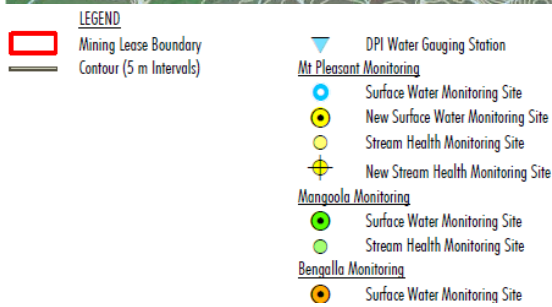 LEGEND
Mining Lease Boundary
Contour (5 m Intervals)
DPI Water Gauging Station
Mt Pleasant Monitoring
Surface Water Monitoring Site
New Surface Water Monitoring Site
Stream Health Monitoring Site
New Stream Health Monitoring Site
Mangoola Monitoring
Surface Water Monitoring Site
Stream Health Monitoring Site
Bengalla Monitoring
Surface Water Monitoring Site